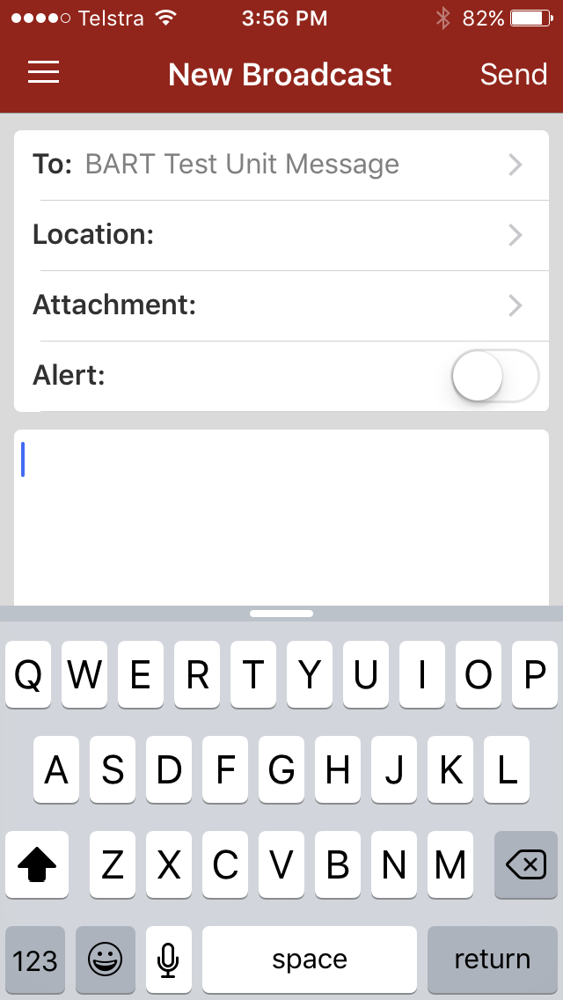 Telstra 3:56 PM 82%
New Broadcast Send
To: BART Test Unit Message
Location:
Attachment:
Alert:
Q W E R T Y U I O P
A S D F G H J K L
Z X C V B N M
123 space return